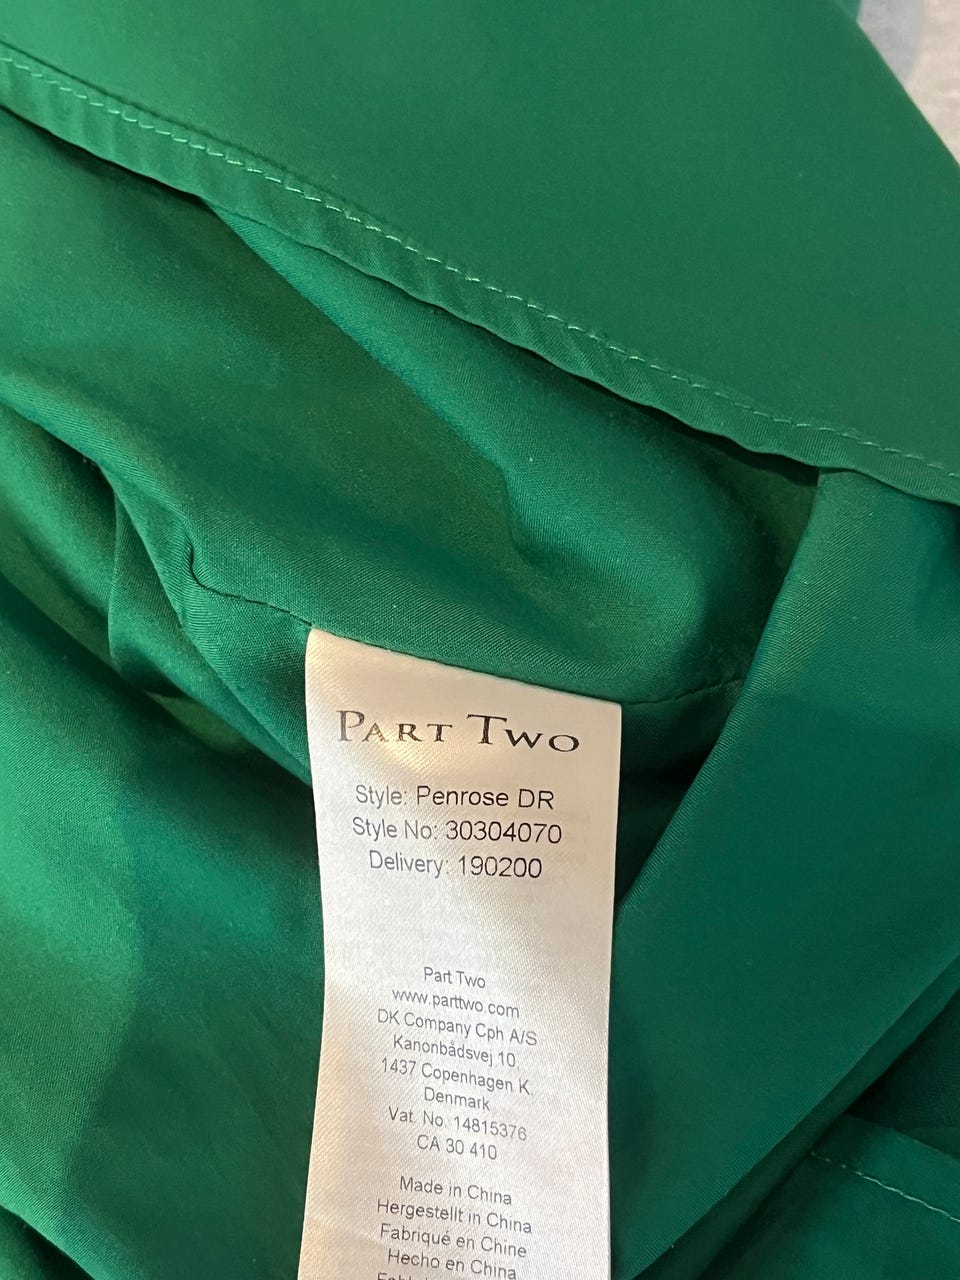 PART TWO
Style: Penrose DR
Style No: 30304070
Delivery: 190200
Part Two
www.parttwo.com
DK Company Cph A/S
Kanonbådsvej 10,
1437 Copenhagen K.
Denmark
Vat. No. 14815376
CA 30 410
Made in China
Hergestellt in China
Fabriqué en Chine
Hecho en China